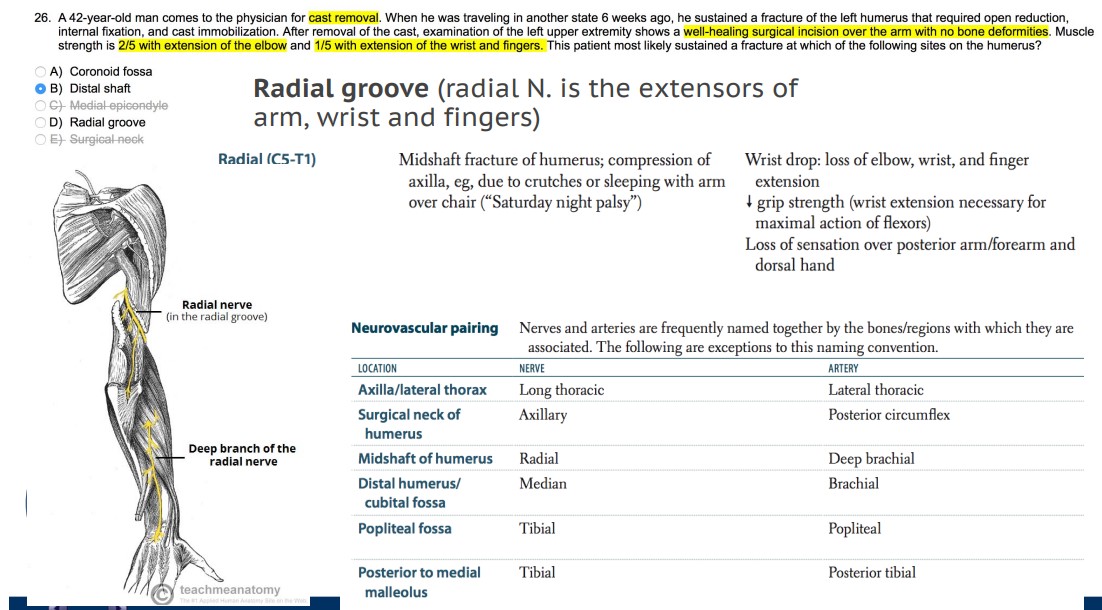 26. A 42-year-old man comes to the physician for cast removal. When he was traveling in another state 6 weeks ago, he sustained a fracture of the left humerus that required open reduction,
internal fixation, and cast immobilization. After removal of the cast, examination of the left upper extremity shows a well-healing surgical incision over the arm with no bone deformities. Muscle
strength is 2/5 with extension of the elbow and 1/5 with extension of the wrist and fingers. This patient most likely sustained a fracture at which of the following sites on the humerus?
A) Coronoid fossa
B) Distal shaft
C) Medial epicondyle
D) Radial groove
E) Surgical neck
Radial groove (radial N. is the extensors of
arm, wrist and fingers)
Radial (C5-T1)
Midshaft fracture of humerus; compression of
axilla, eg, due to crutches or sleeping with arm
over chair (“Saturday night palsy”)
Wrist drop: loss of elbow, wrist, and finger
extension
↓ grip strength (wrist extension necessary for
maximal action of flexors)
Loss of sensation over posterior arm/forearm and
dorsal hand
Radial nerve
(in the radial groove)
Deep branch of the
radial nerve
© teachmeanatomy
The #1 Applied Human Anatomy Site on the Web.
Neurovascular pairing
Nerves and arteries are frequently named together by the bones/regions with which they are
associated. The following are exceptions to this naming convention.
LOCATION NERVE ARTERY
Axilla/lateral thorax Long thoracic Lateral thoracic
Surgical neck of Axillary Posterior circumflex
humerus
Midshaft of humerus Radial Deep brachial
Distal humerus/ Median Brachial
cubital fossa
Popliteal fossa Tibial Popliteal
Posterior to medial Tibial Posterior tibial
malleolus